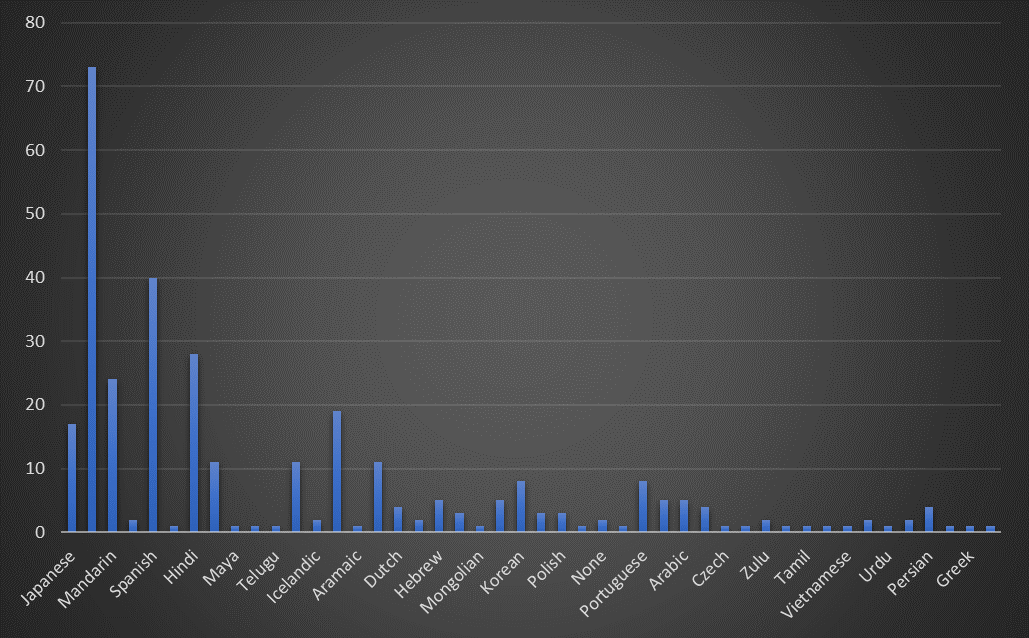 80
70
60
50
40
30
20
10
0
Japanese
Mandarin
Spanish
Hindi
Maya
Telugu
Icelandic
Aramaic
Dutch
Hebrew
Mongolian
Korean
Polish
None
Portuguese
Arabic
Czech
Zulu
Tamil
Vietnamese
Urdu
Persian
Greek